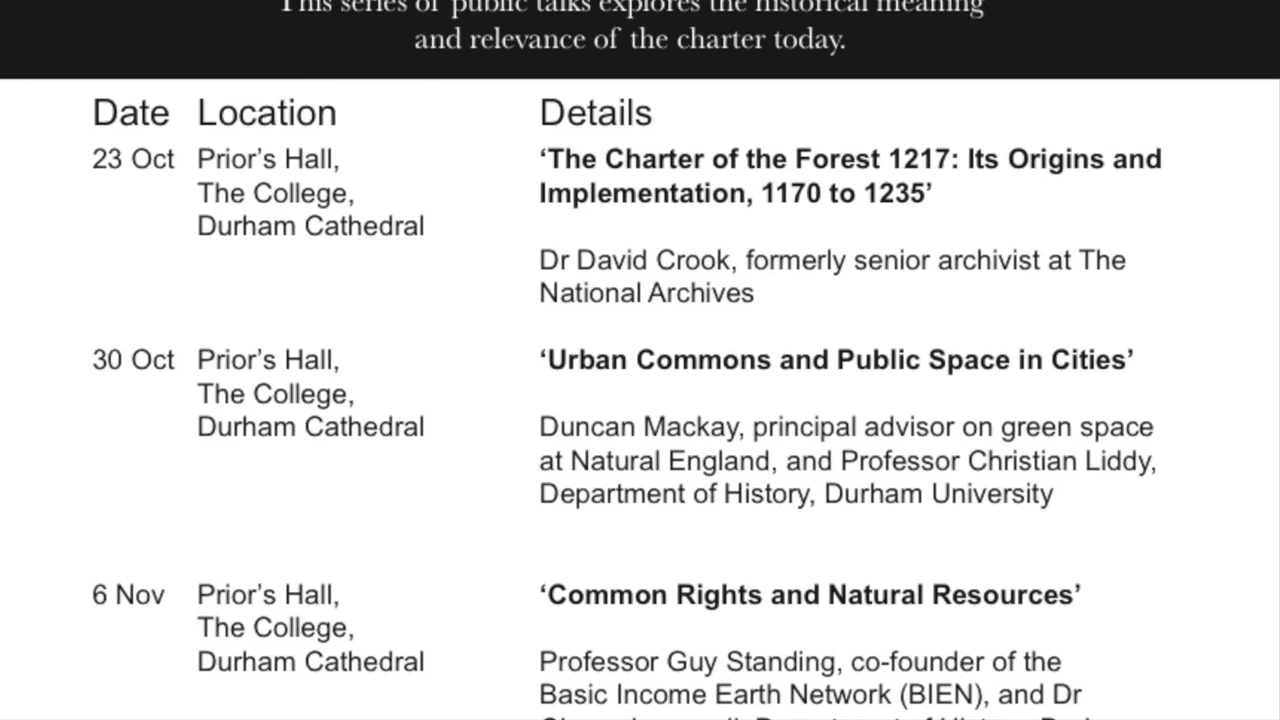 This series of public talks explores the historical meaning
and relevance of the charter today.
Date Location Details
23 Oct Prior's Hall,
The College,
Durham Cathedral
‘The Charter of the Forest 1217: Its Origins and
Implementation, 1170 to 1235’
Dr David Crook, formerly senior archivist at The
National Archives
30 Oct Prior’s Hall,
The College,
Durham Cathedral
‘Urban Commons and Public Space in Cities’
Duncan Mackay, principal advisor on green space
at Natural England, and Professor Christian Liddy,
Department of History, Durham University
6 Nov Prior’s Hall,
The College,
Durham Cathedral
‘Common Rights and Natural Resources’
Professor Guy Standing, co-founder of the
Basic Income Earth Network (BIEN), and Dr